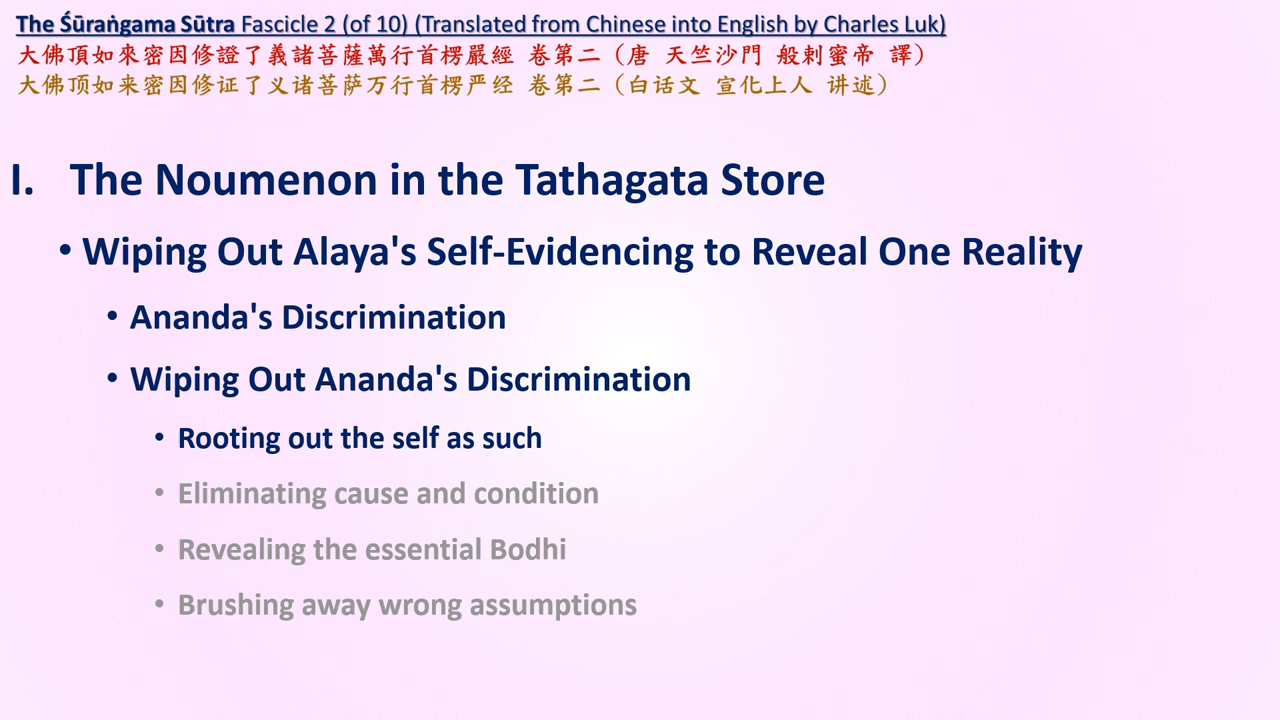 The Śūraṅgama Sūtra Fascicle 2 (of 10) (Translated from Chinese into English by Charles Luk)
大佛頂如來密因修證了義諸菩薩萬行首楞嚴經 卷第二（唐 天竺沙門 般剌蜜帝 譯）
大佛顶如来密因修证了义诸菩萨万行首楞严经 卷第二（白话文 宣化上人 讲述）
I. The Noumenon in the Tathagata Store
• Wiping Out Alaya's Self-Evidencing to Reveal One Reality
• Ananda's Discrimination
• Wiping Out Ananda's Discrimination
• Rooting out the self as such
• Eliminating cause and condition
• Revealing the essential Bodhi
• Brushing away wrong assumptions